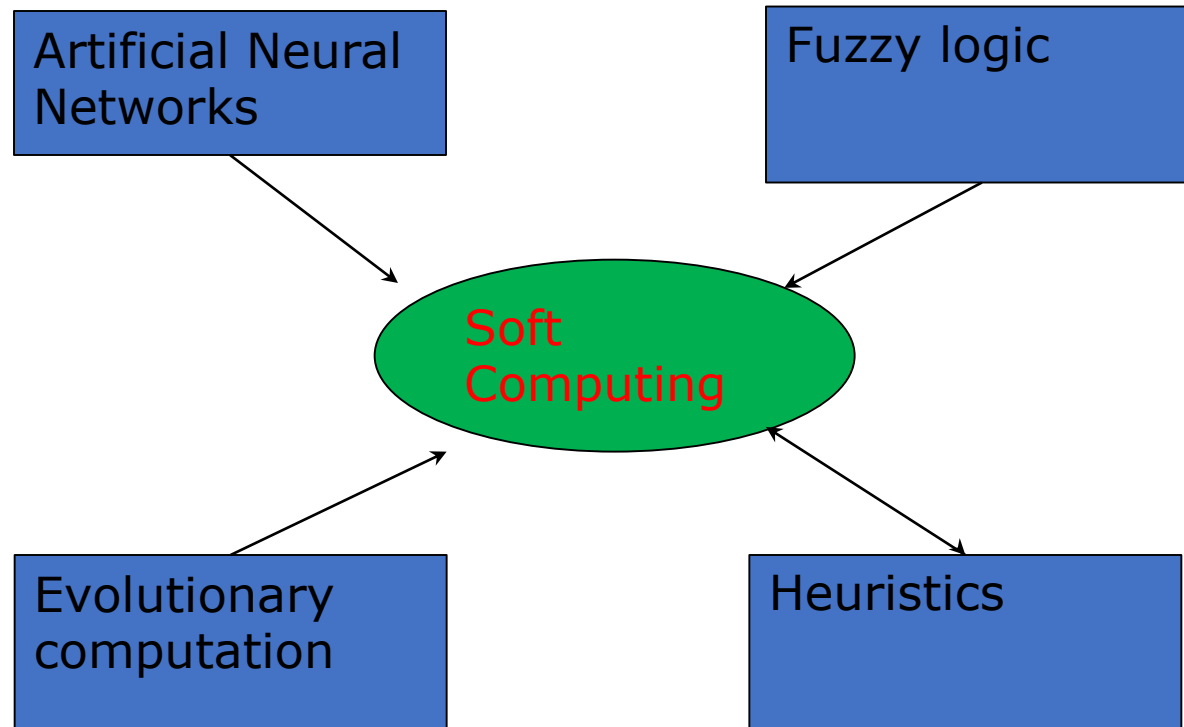 Artificial Neural
Networks
Fuzzy logic
Soft
Computing
Evolutionary
computation
Heuristics